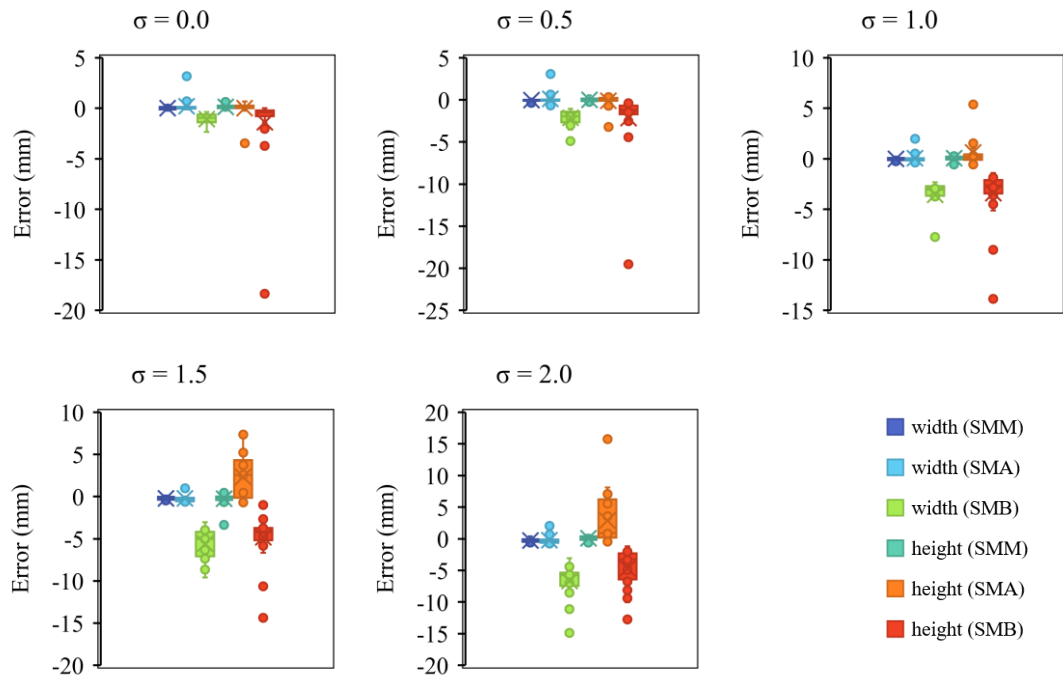 σ = 0.0
5
0
-5
-10
-15
-20
Error (mm)
σ = 0.5
5
0
-5
-10
-15
-20
-25
Error (mm)
σ = 1.0
10
5
0
-5
-10
-15
Error (mm)
σ = 1.5
10
5
0
-5
-10
-15
-20
Error (mm)
σ = 2.0
20
15
10
5
0
-5
-10
-15
-20
Error (mm)
width (SMM)
width (SMA)
width (SMB)
height (SMM)
height (SMA)
height (SMB)